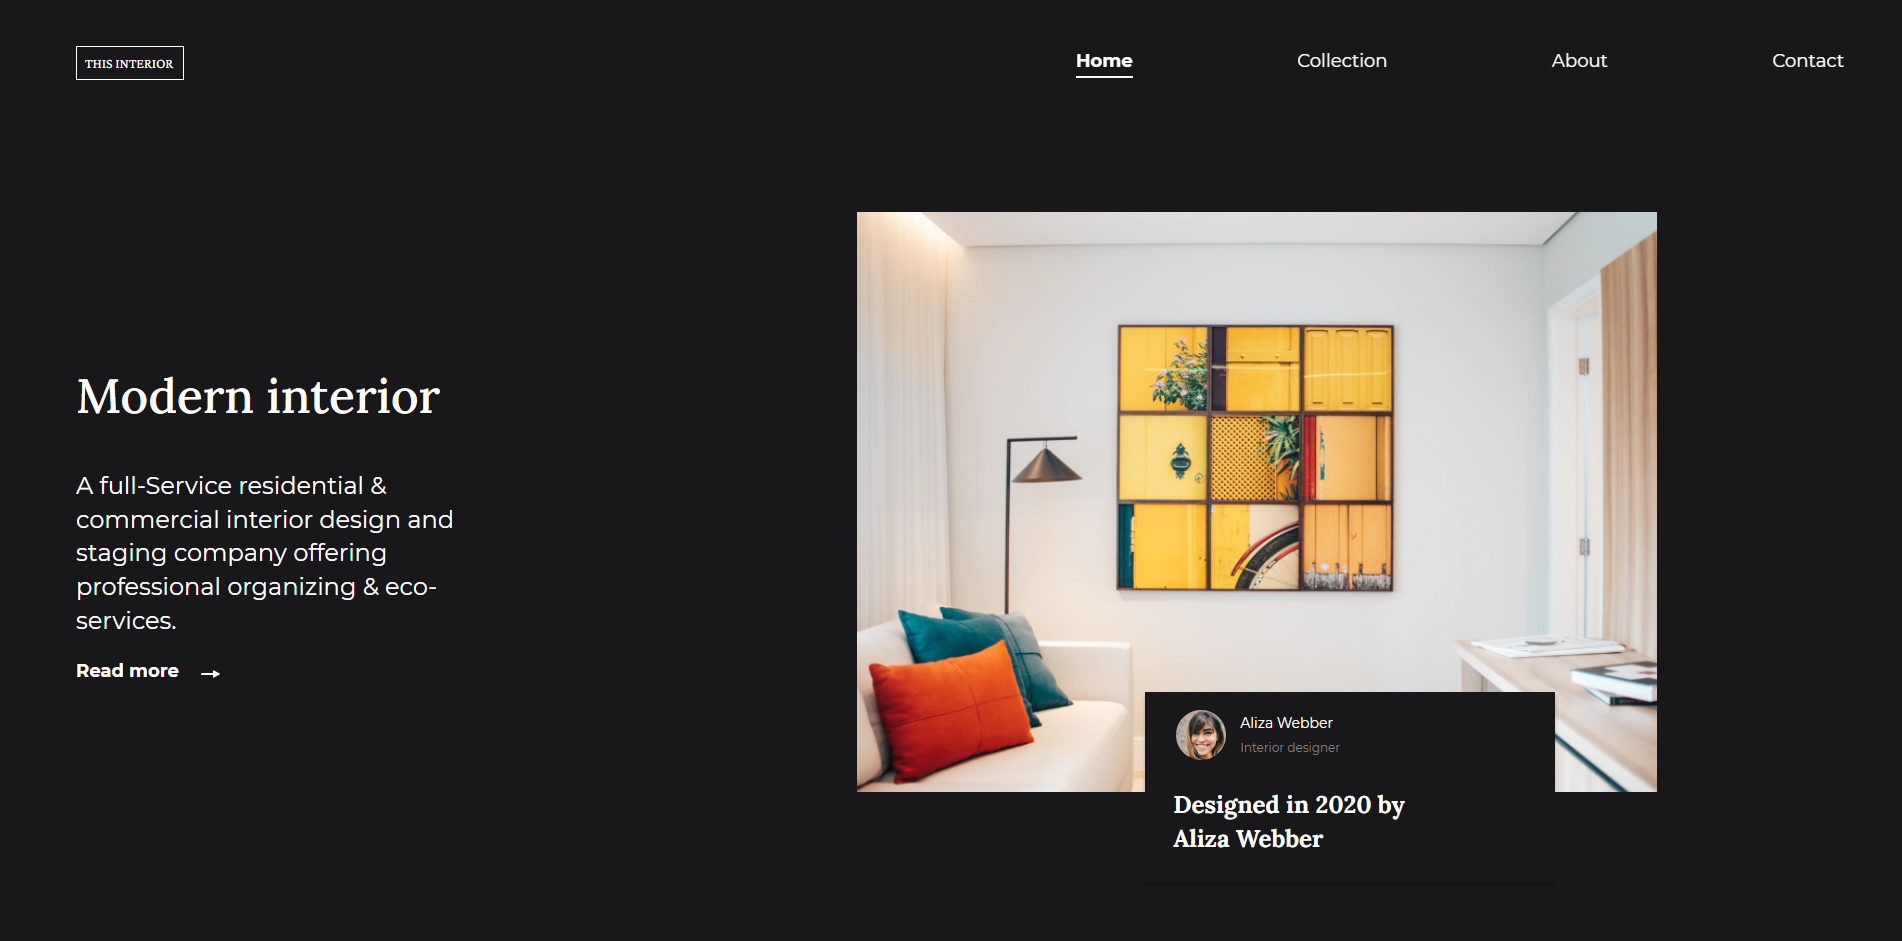 THIS INTERIOR
Home
Collection
About
Contact
Modern interior
A full-Service residential &
commercial interior design and
staging company offering
professional organizing & eco-
services.
Read more
Aliza Webber
Interior designer
Designed in 2020 by
Aliza Webber